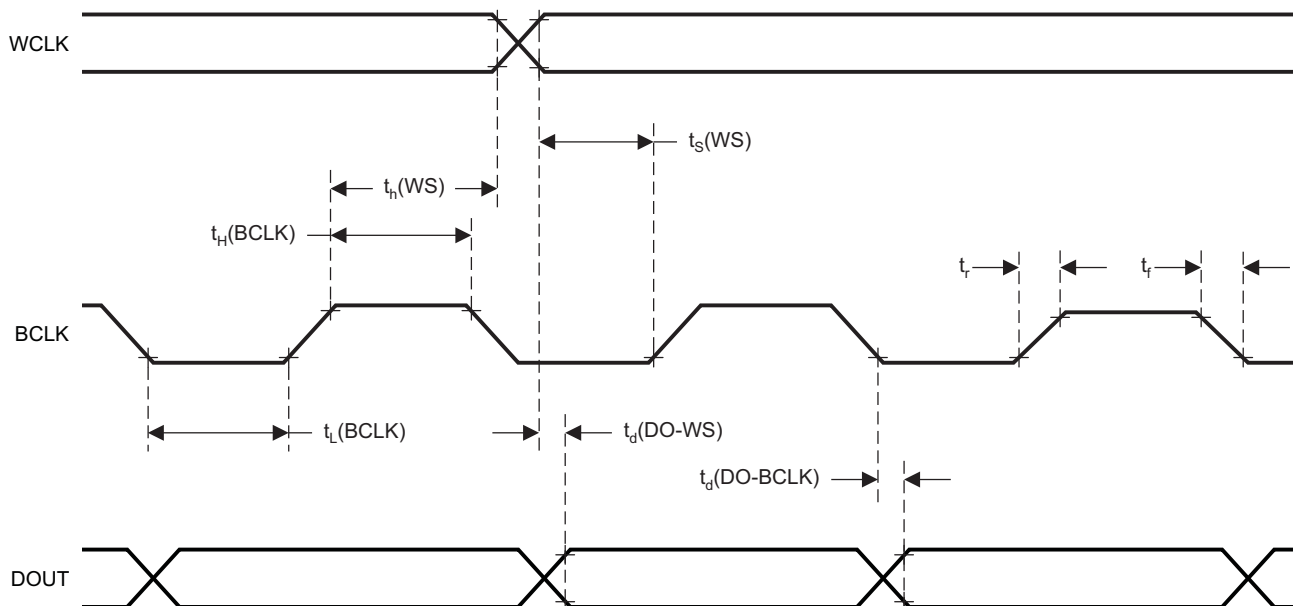 WCLK
tS(WS)
th(WS)
tH(BCLK)
tr
tf
BCLK
tL(BCLK)
td(DO-WS)
td(DO-BCLK)
DOUT